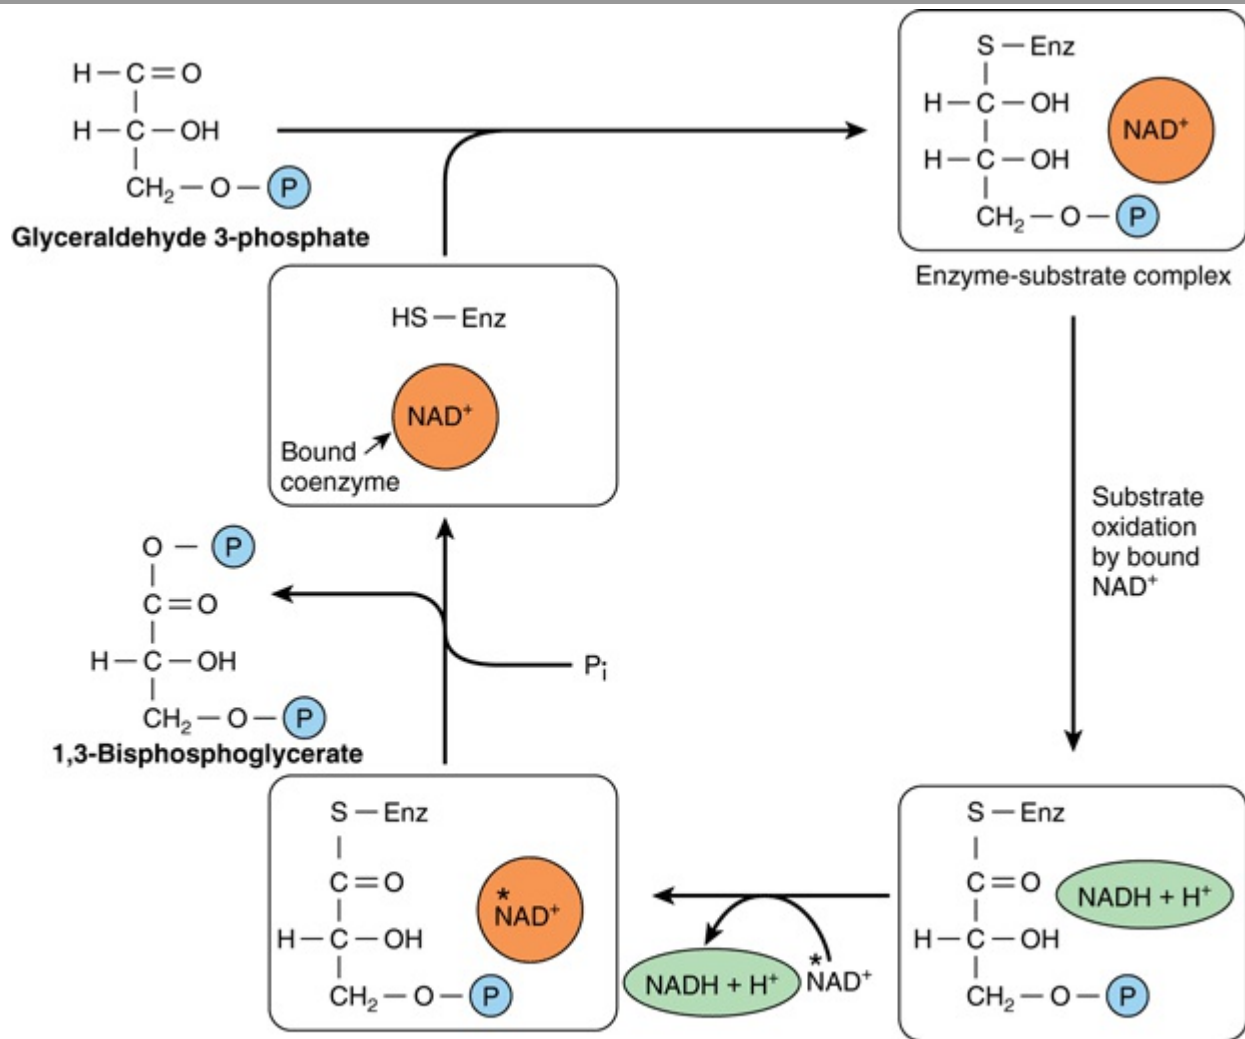 H—C=O
H—C—OH
CH₂—O—P
Glyceraldehyde 3-phosphate
S—Enz
H—C—OH
NAD⁺
H—C—OH
CH₂—O—P
Enzyme-substrate complex
HS—Enz
NAD⁺
Bound
coenzyme
Substrate
oxidation
by bound
NAD⁺
O—P
C=O
H—C—OH
CH₂—O—P
1,3-Bisphosphoglycerate
Pᵢ
S—Enz
C=O
*
NAD⁺
H—C—OH
CH₂—O—P
NADH + H⁺
*
NAD⁺
S—Enz
C=O
NADH + H⁺
H—C—OH
CH₂—O—P